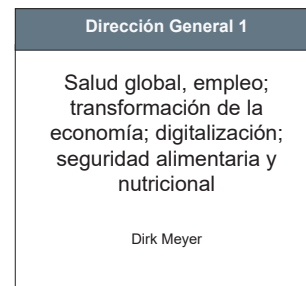 Dirección General 1
Salud global, empleo;
transformación de la
economía; digitalización;
seguridad alimentaria y
nutricional
Dirk Meyer